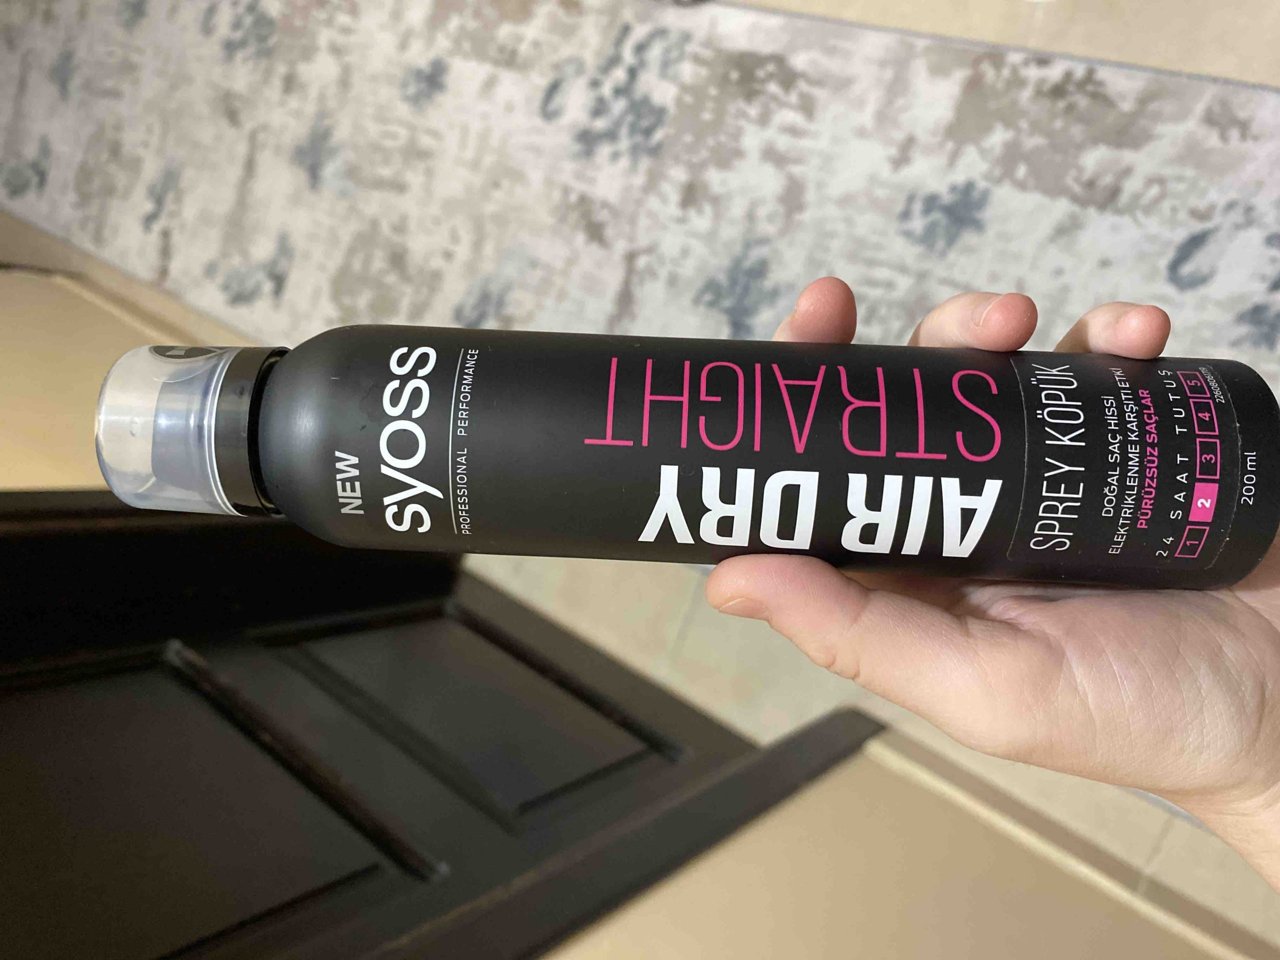 NEW
syoss
PROFESSIONAL PERFORMANCE
AIR DRY
STRAIGHT
SPREY KÖPÜK
DOĞAL SAÇ HİSSİ
ELEKTRİKLENME KARŞITI ETKİ
PÜRÜZSÜZ SAÇLAR
24 SAAT TUTUŞ
1 2 3 4 5
200 ml